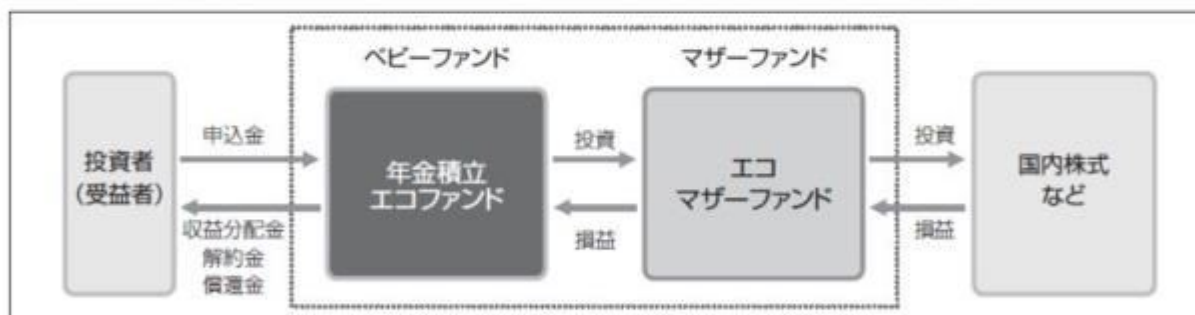 ベビーファンド
マザーファンド
投資者
(受益者)
申込金
収益分配金
解約金
償還金
年金積立
エコファンド
投資
損益
エコ
マザーファンド
投資
損益
国内株式
など